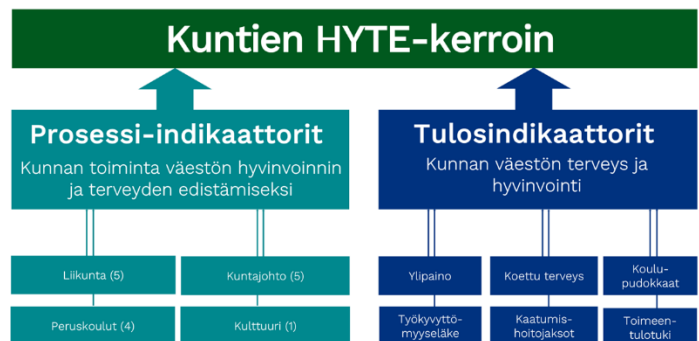 Kuntien HYTE-kerroin
Prosessi-indikaattorit
Kunnan toiminta väestön hyvinvoinnin
ja terveyden edistämiseksi
Liikunta (5)
Kuntajohto (5)
Peruskoulut (4)
Kulttuuri (1)
Tulosindikaattorit
Kunnan väestön terveys ja
hyvinvointi
Ylipaino
Koettu terveys
Koulu-
pudokkaat
Työkyvyttö-
myyseläke
Kaatumis-
hoitojaksot
Toimeen-
tulotuki